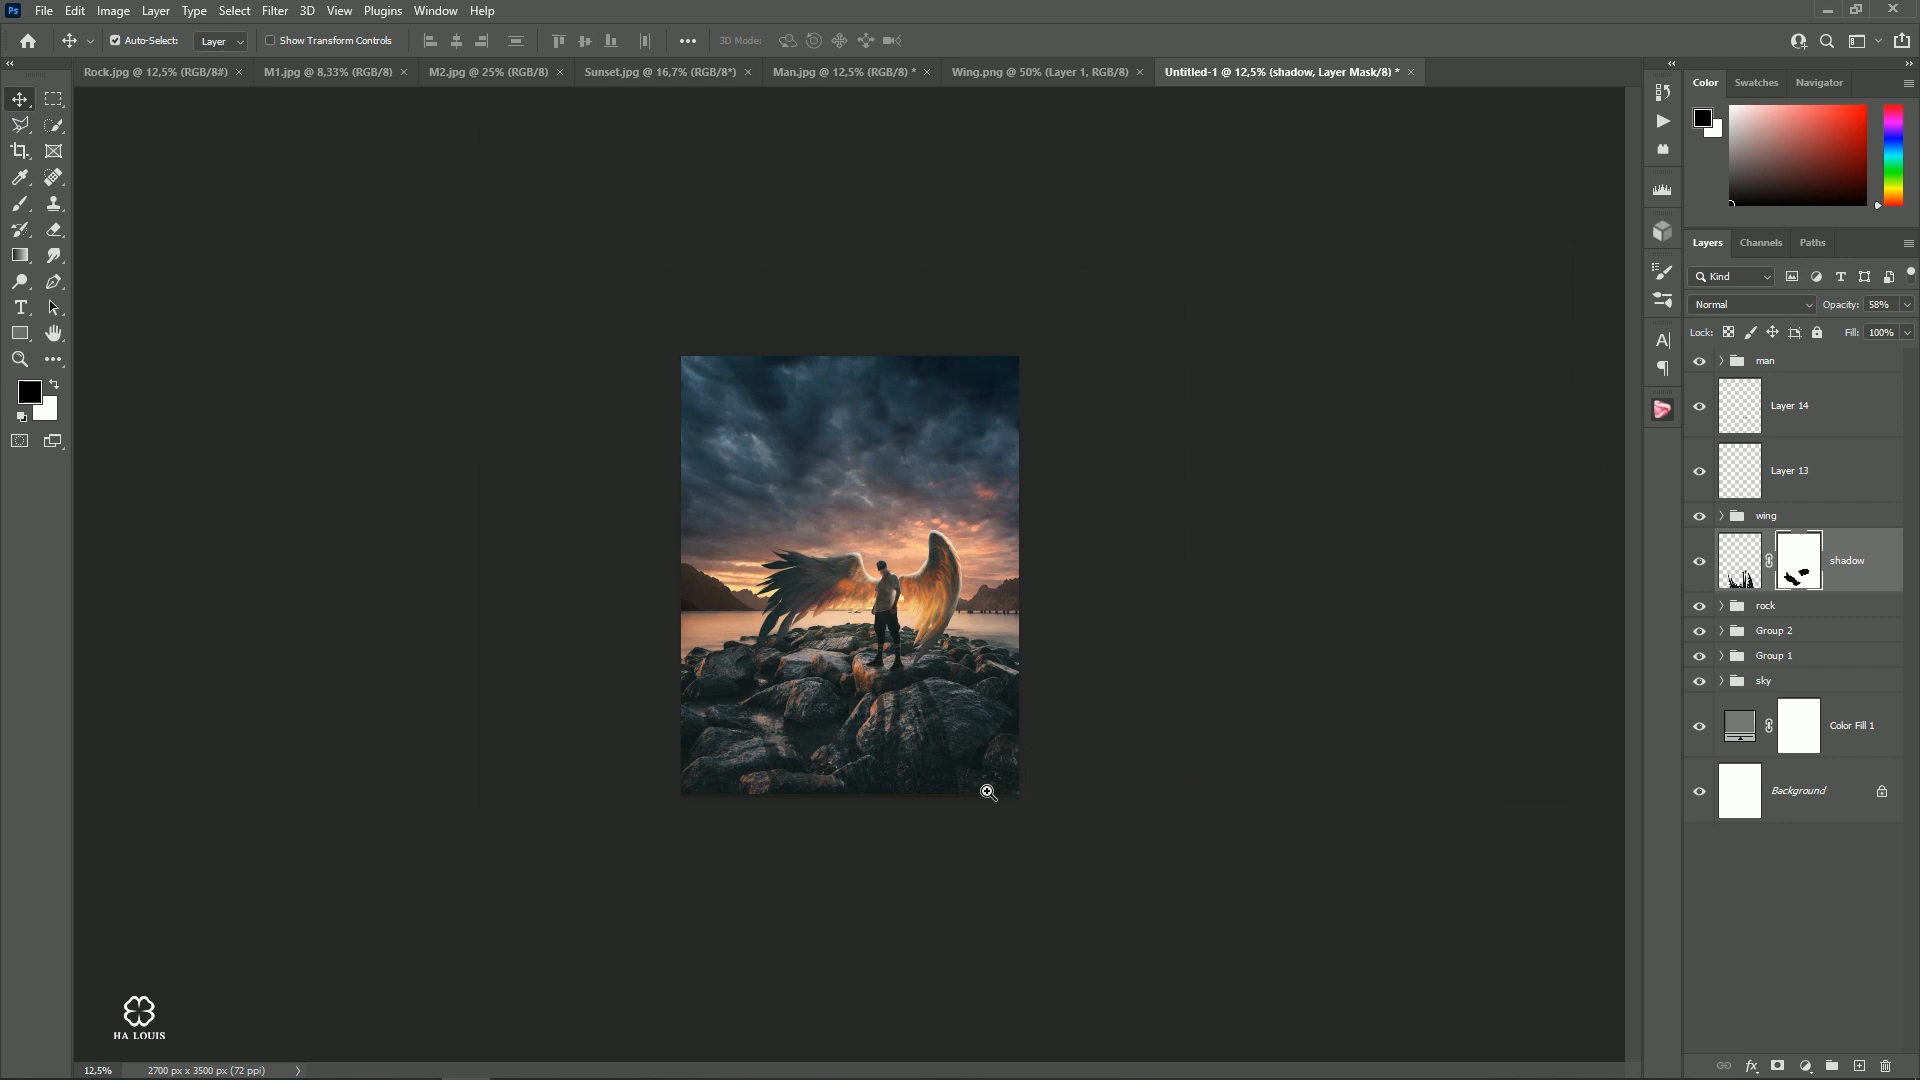 Ps File Edit Image Layer Type Select Filter 3D View Plugins Window Help
Auto-Select: Layer Show Transform Controls 3D Mode:
Rock.jpg @ 12,5% (RGB/8#) M1.jpg @ 8,33% (RGB/8) M2.jpg @ 25% (RGB/8) Sunset.jpg @ 16,7% (RGB/8*) Man.jpg @ 12,5% (RGB/8) * Wing.png @ 50% (Layer 1, RGB/8) Untitled-1 @ 12,5% (shadow, Layer Mask/8) *
Color Swatches Navigator
Layers Channels Paths
Kind
Normal Opacity: 58%
Lock: Fill: 100%
man
Layer 14
Layer 13
wing
shadow
rock
Group 2
Group 1
sky
Color Fill 1
Background
HA LOUIS
12,5% 2700 px x 3500 px (72 ppi)